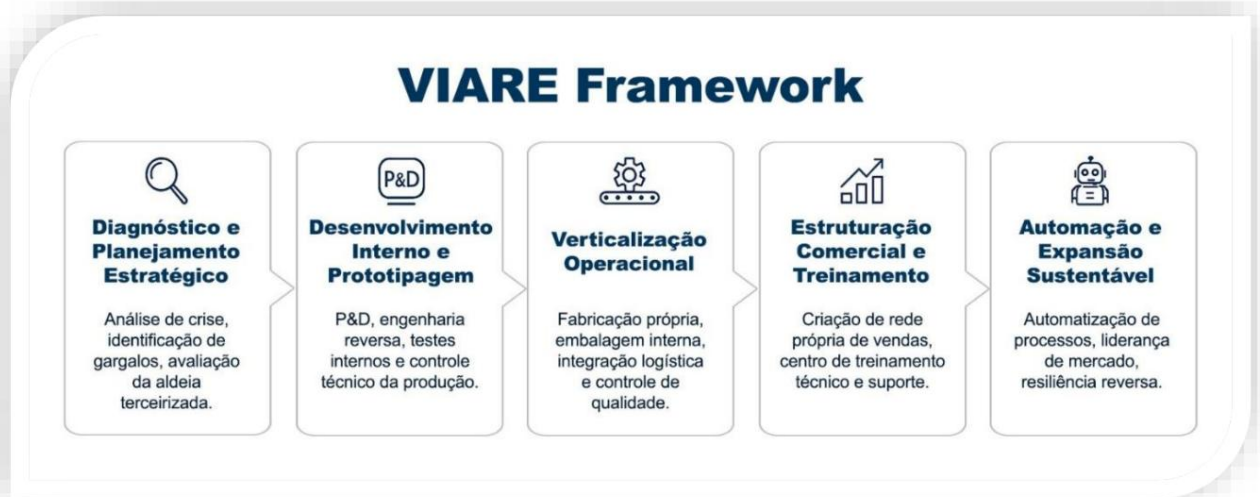 VIARE Framework
Diagnóstico e
Planejamento
Estratégico
Análise de crise,
identificação de
gargalos, avaliação
da aldeia
terceirizada.
P&D
Desenvolvimento
Interno e
Prototipagem
P&D, engenharia
reversa, testes
internos e controle
técnico da produção.
Verticalização
Operacional
Fabricação própria,
embalagem interna,
integração logística
e controle de
qualidade.
Estruturação
Comercial e
Treinamento
Criação de rede
própria de vendas,
centro de treinamento
técnico e suporte.
Automação e
Expansão
Sustentável
Automatização de
processos, liderança
de mercado,
resiliência reversa.